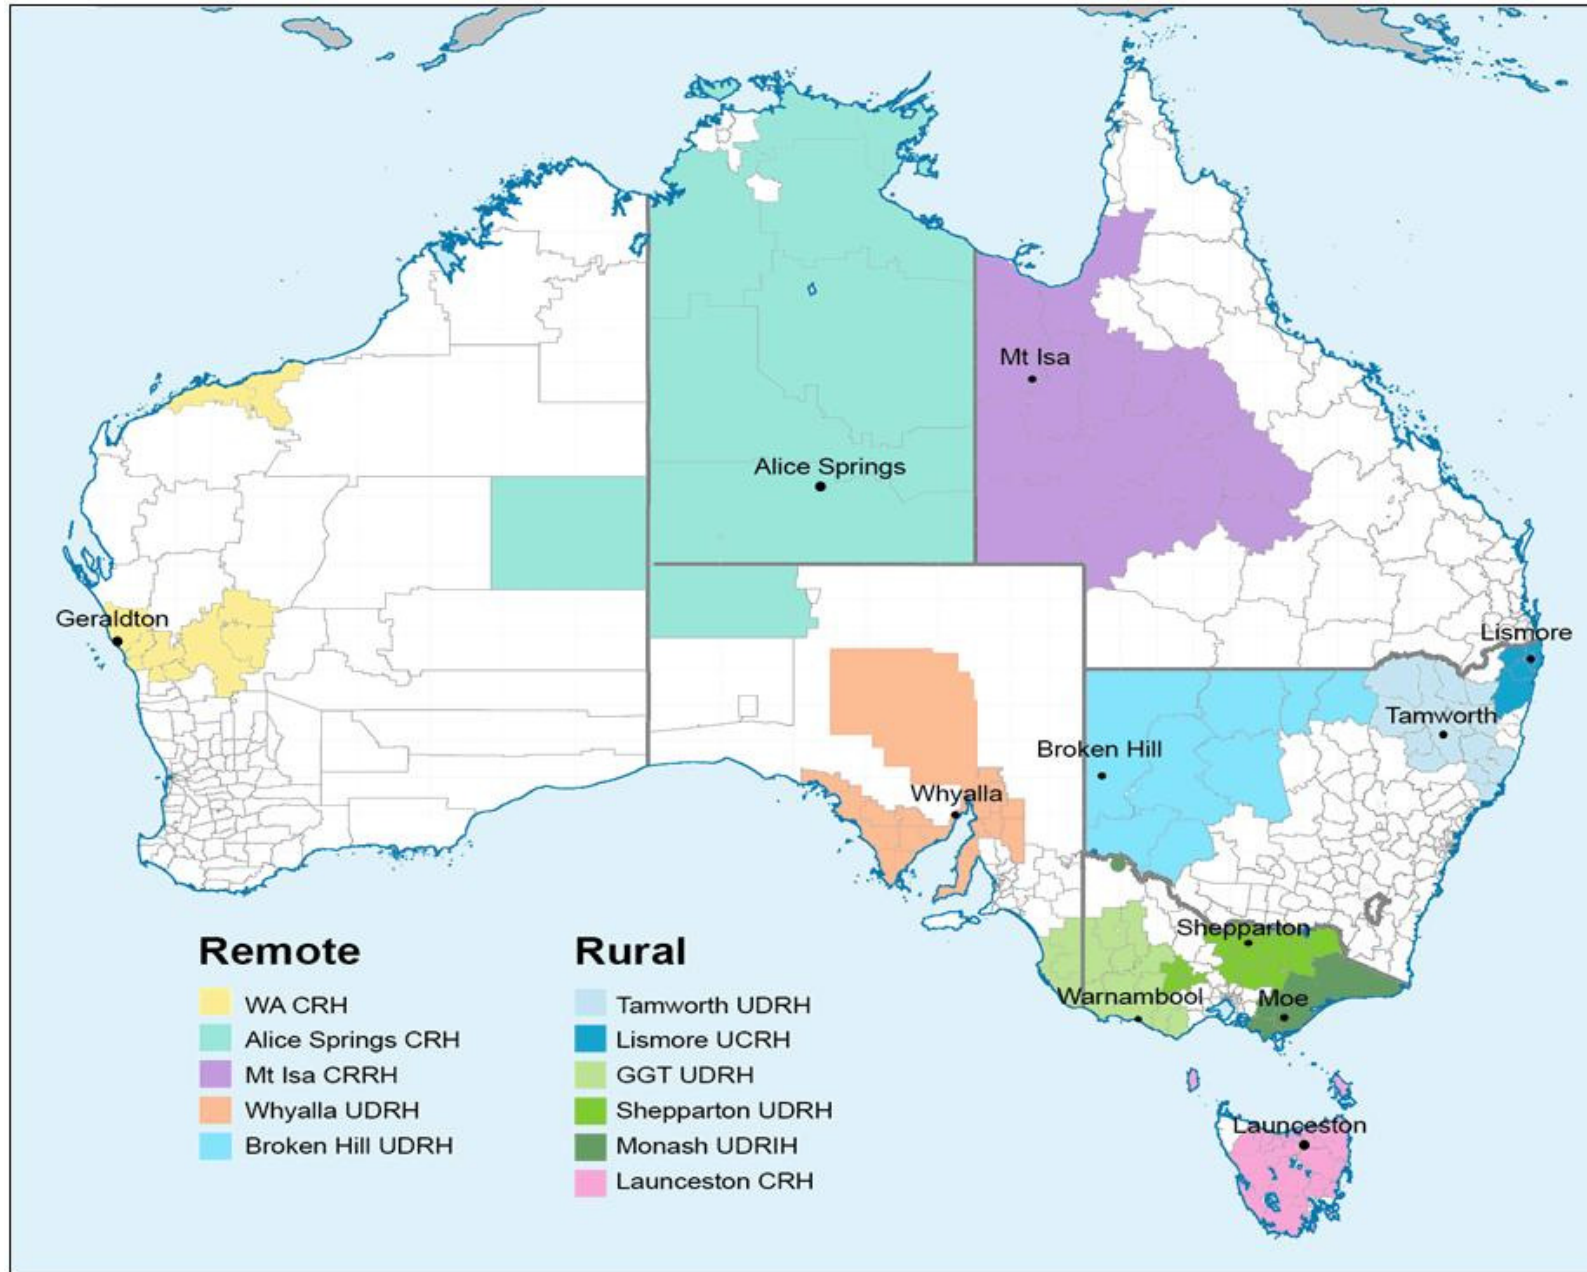 Mt Isa
Alice Springs
Geraldton
Lismore
Tamworth
Broken Hill
Whyalla
Shepparton
Warnambool
Moe
Launceston
Remote
WA CRH
Alice Springs CRH
Mt Isa CRRH
Whyalla UDRH
Broken Hill UDRH
Rural
Tamworth UDRH
Lismore UCRH
GGT UDRH
Shepparton UDRH
Monash UDRIH
Launceston CRH